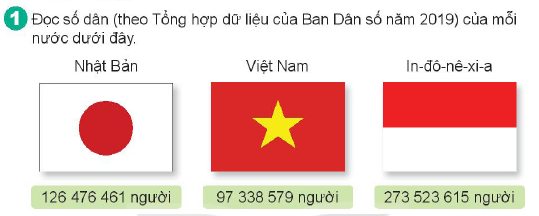 1 Đọc số dân (theo Tổng hợp dữ liệu của Ban Dân số năm 2019) của mỗi
nước dưới đây.
Nhật Bản Việt Nam In-đô-nê-xi-a
126 476 461 người 97 338 579 người 273 523 615 người